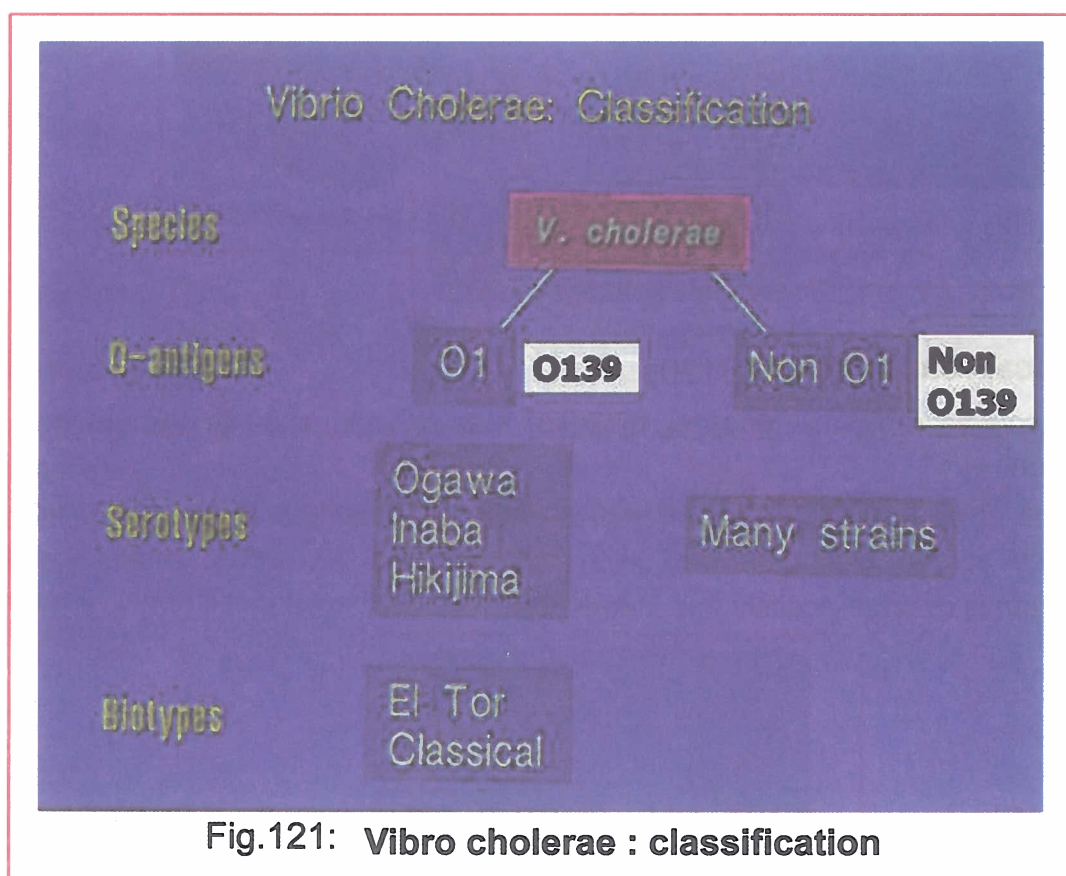 Vibrio Cholerae: Classification
Species
V. cholerae
O-antigens
O1
O139
Non O1
Non
O139
Serotypes
Ogawa
Inaba
Hikijima
Many strains
Biotypes
El Tor
Classical
Fig.121: Vibro cholerae : classification